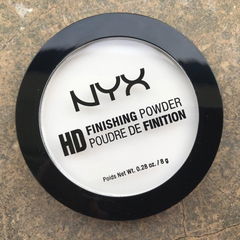 NYX
HD FINISHING POWDER
POUDRE DE FINITION
Poids Net Wt. 0.28 oz. / 8 g